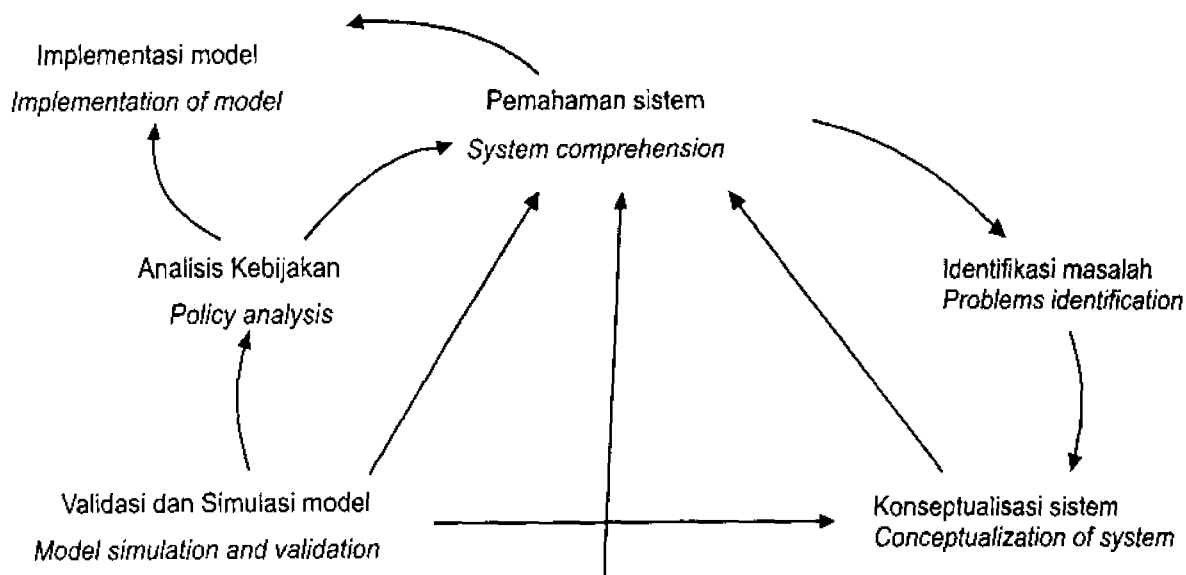 Implementasi model
Implementation of model
Pemahaman sistem
System comprehension
Analisis Kebijakan
Policy analysis
Identifikasi masalah
Problems identification
Validasi dan Simulasi model
Model simulation and validation
Konseptualisasi sistem
Conceptualization of system